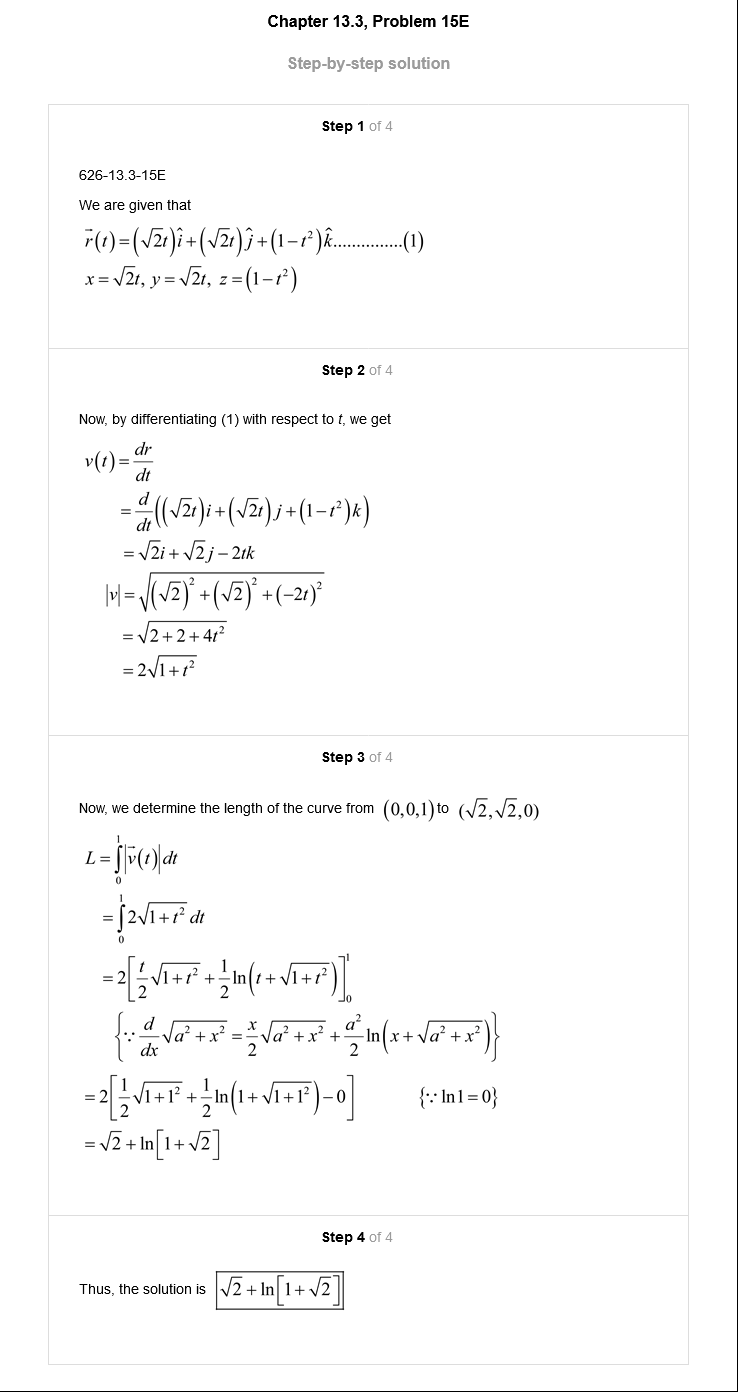 Chapter 13.3, Problem 15E
Step-by-step solution
Step 1 of 4
626-13.3-15E
We are given that
$\vec{r}(t)=(\sqrt{2}t)\hat{i}+(\sqrt{2}t)\hat{j}+(1-t^2)\hat{k}$...............(1)
$x=\sqrt{2}t, y=\sqrt{2}t, z=(1-t^2)$
Step 2 of 4
Now, by differentiating (1) with respect to t, we get
$v(t)=\frac{dr}{dt}$
$=\frac{d}{dt}((\sqrt{2}t)i+(\sqrt{2}t)j+(1-t^2)k)$
$=\sqrt{2}i+\sqrt{2}j-2tk$
$|v|=\sqrt{(\sqrt{2})^2+(\sqrt{2})^2+(-2t)^2}$
$=\sqrt{2+2+4t^2}$
$=2\sqrt{1+t^2}$
Step 3 of 4
Now, we determine the length of the curve from $(0,0,1)$ to $(\sqrt{2},\sqrt{2},0)$
$L=\int_0^1|\vec{v}(t)|dt$
$=\int_0^1 2\sqrt{1+t^2}\,dt$
$=2\left[\frac{t}{2}\sqrt{1+t^2}+\frac{1}{2}\ln\left(t+\sqrt{1+t^2}\right)\right]_0^1$
$\left\{\because\frac{d}{dx}\sqrt{a^2+x^2}=\frac{x}{2}\sqrt{a^2+x^2}+\frac{a^2}{2}\ln\left(x+\sqrt{a^2+x^2}\right)\right\}$
$=2\left[\frac{1}{2}\sqrt{1+1^2}+\frac{1}{2}\ln\left(1+\sqrt{1+1^2}\right)-0\right]$ $\{\because\ln 1=0\}$
$=\sqrt{2}+\ln\left[1+\sqrt{2}\right]$
Step 4 of 4
Thus, the solution is $\boxed{\sqrt{2}+\ln\left[1+\sqrt{2}\right]}$